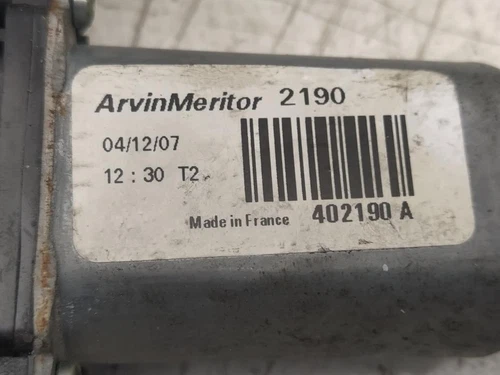 ArvinMeritor 2190
04/12/07
12 : 30 T2
Made in France 402190 A